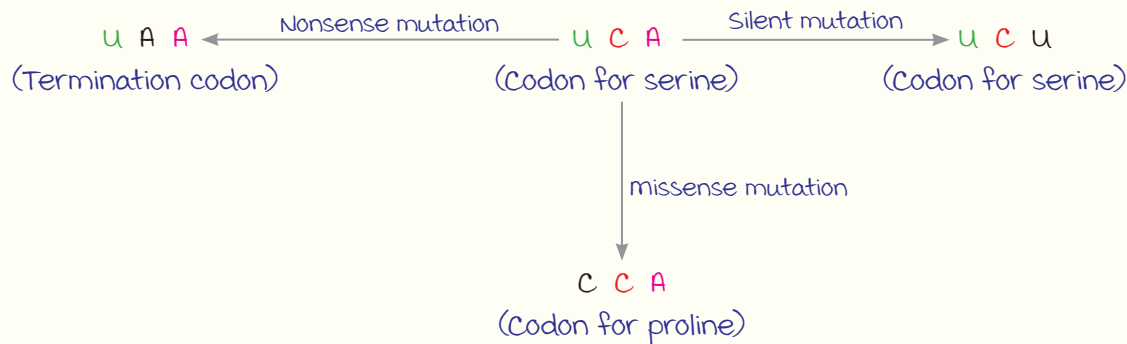 Nonsense mutation
Silent mutation
U A A
U C A
U C U
(Termination codon)
(Codon for serine)
(Codon for serine)
missense mutation
C C A
(Codon for proline)